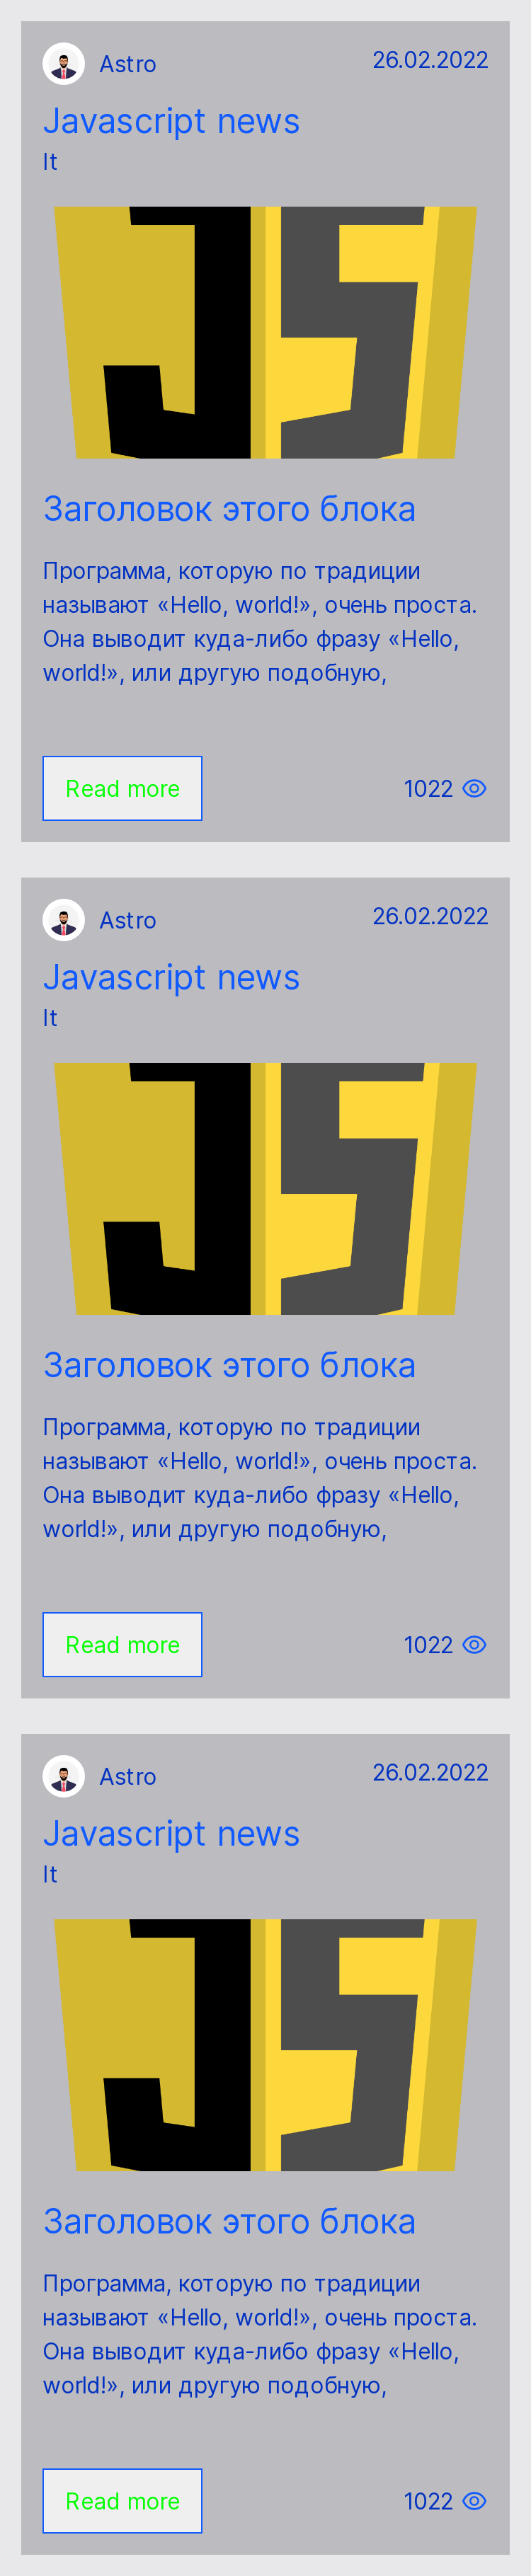 Astro 26.02.2022
Javascript news
It
JS
Заголовок этого блока
Программа, которую по традиции
называют «Hello, world!», очень проста.
Она выводит куда-либо фразу «Hello,
world!», или другую подобную,
Read more 1022
Astro 26.02.2022
Javascript news
It
JS
Заголовок этого блока
Программа, которую по традиции
называют «Hello, world!», очень проста.
Она выводит куда-либо фразу «Hello,
world!», или другую подобную,
Read more 1022
Astro 26.02.2022
Javascript news
It
JS
Заголовок этого блока
Программа, которую по традиции
называют «Hello, world!», очень проста.
Она выводит куда-либо фразу «Hello,
world!», или другую подобную,
Read more 1022